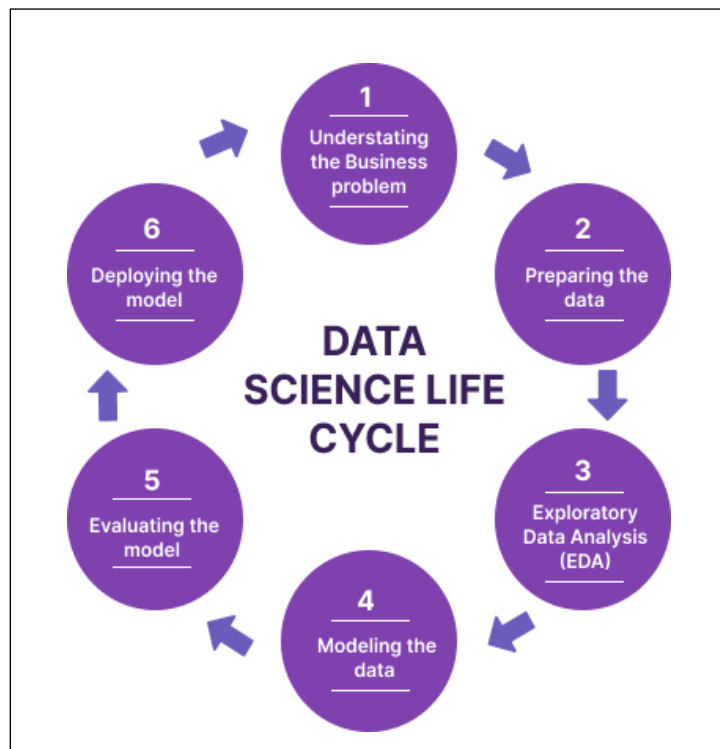 1
Understating
the Business
problem
2
Preparing the
data
3
Exploratory
Data Analysis
(EDA)
4
Modeling the
data
5
Evaluating the
model
6
Deploying the
model
DATA
SCIENCE LIFE
CYCLE